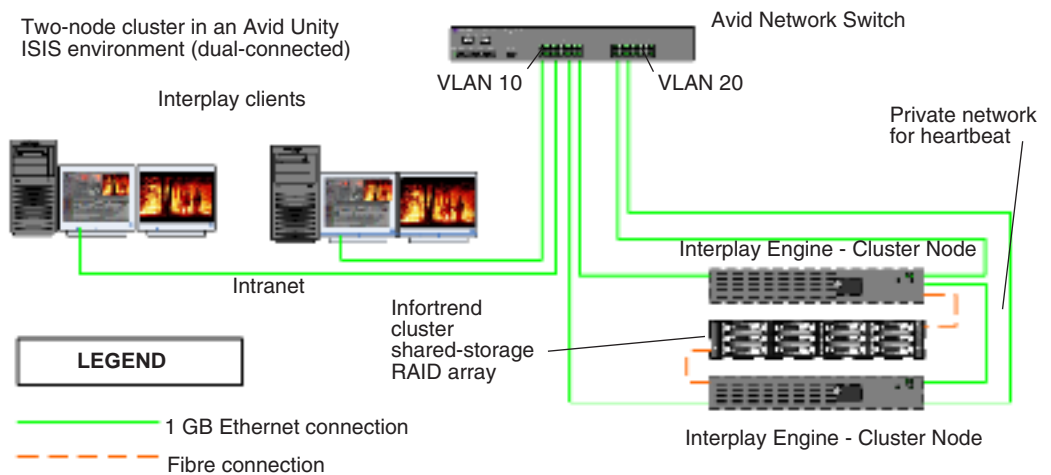 Two-node cluster in an Avid Unity
ISIS environment (dual-connected)
Avid Network Switch
VLAN 10
VLAN 20
Interplay clients
Private network
for heartbeat
Interplay Engine - Cluster Node
Intranet
Infortrend
cluster
shared-storage
RAID array
LEGEND
1 GB Ethernet connection
Interplay Engine - Cluster Node
Fibre connection